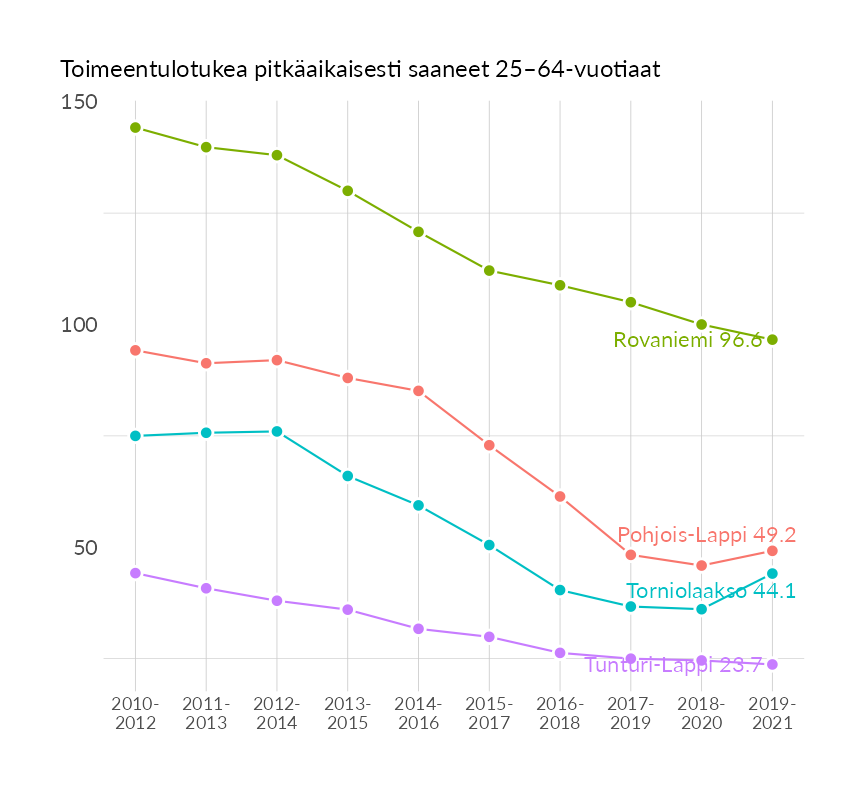 Toimeentulotukea pitkäaikaisesti saaneet 25–64-vuotiaat
150
100
50
Rovaniemi 96.6
Pohjois-Lappi 49.2
Torniolaakso 44.1
Tunturi-Lappi 23.7
2010- 2011- 2012- 2013- 2014- 2015- 2016- 2017- 2018- 2019-
2012 2013 2014 2015 2016 2017 2018 2019 2020 2021